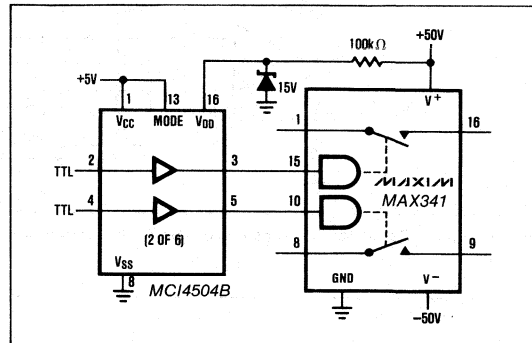 +50V
100kΩ
+5V
15V
1
13
16
VCC
MODE
VDD
V+
1
16
TTL
2
3
15
MAXIM
MAX341
TTL
4
5
10
(2 OF 6)
8
9
VSS
8
GND
V−
MCI4504B
−50V